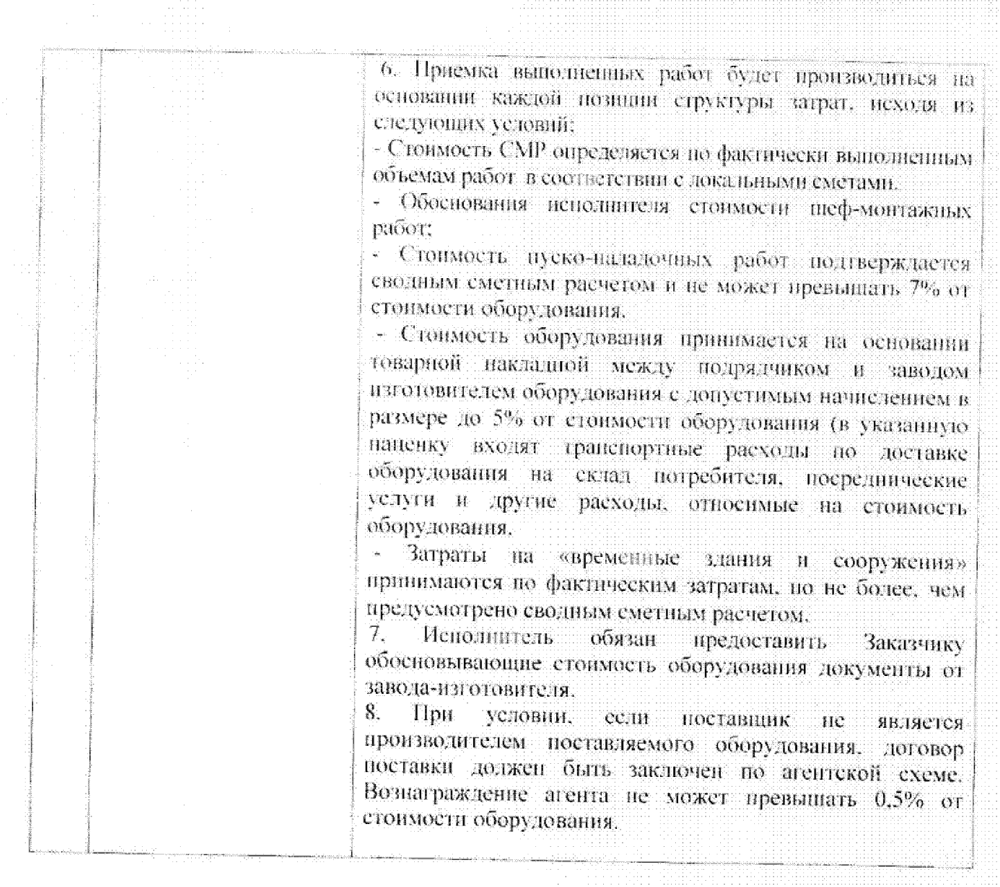 6. Приемка выполненных работ будет производиться на
основании каждой позиции структуры затрат, исходя из
следующих условий:
- Стоимость СМР определяется по фактически выполненным
объемам работ в соответствии с локальными сметами.
- Обоснования исполнителя стоимости шеф-монтажных
работ;
- Стоимость пуско-наладочных работ подтверждается
сводным сметным расчетом и не может превышать 7% от
стоимости оборудования.
- Стоимость оборудования принимается на основании
товарной накладной между подрядчиком и заводом
изготовителем оборудования с допустимым начислением в
размере до 5% от стоимости оборудования (в указанную
наценку входят транспортные расходы по доставке
оборудования на склад потребителя, посреднические
услуги и другие расходы, относимые на стоимость
оборудования.
- Затраты на «временные здания и сооружения»
принимаются по фактическим затратам, но не более, чем
предусмотрено сводным сметным расчетом.
7. Исполнитель обязан предоставить Заказчику
обосновывающие стоимость оборудования документы от
завода-изготовителя.
8. При условии, если поставщик не является
производителем поставляемого оборудования, договор
поставки должен быть заключен по агентской схеме.
Вознаграждение агента не может превышать 0,5% от
стоимости оборудования.